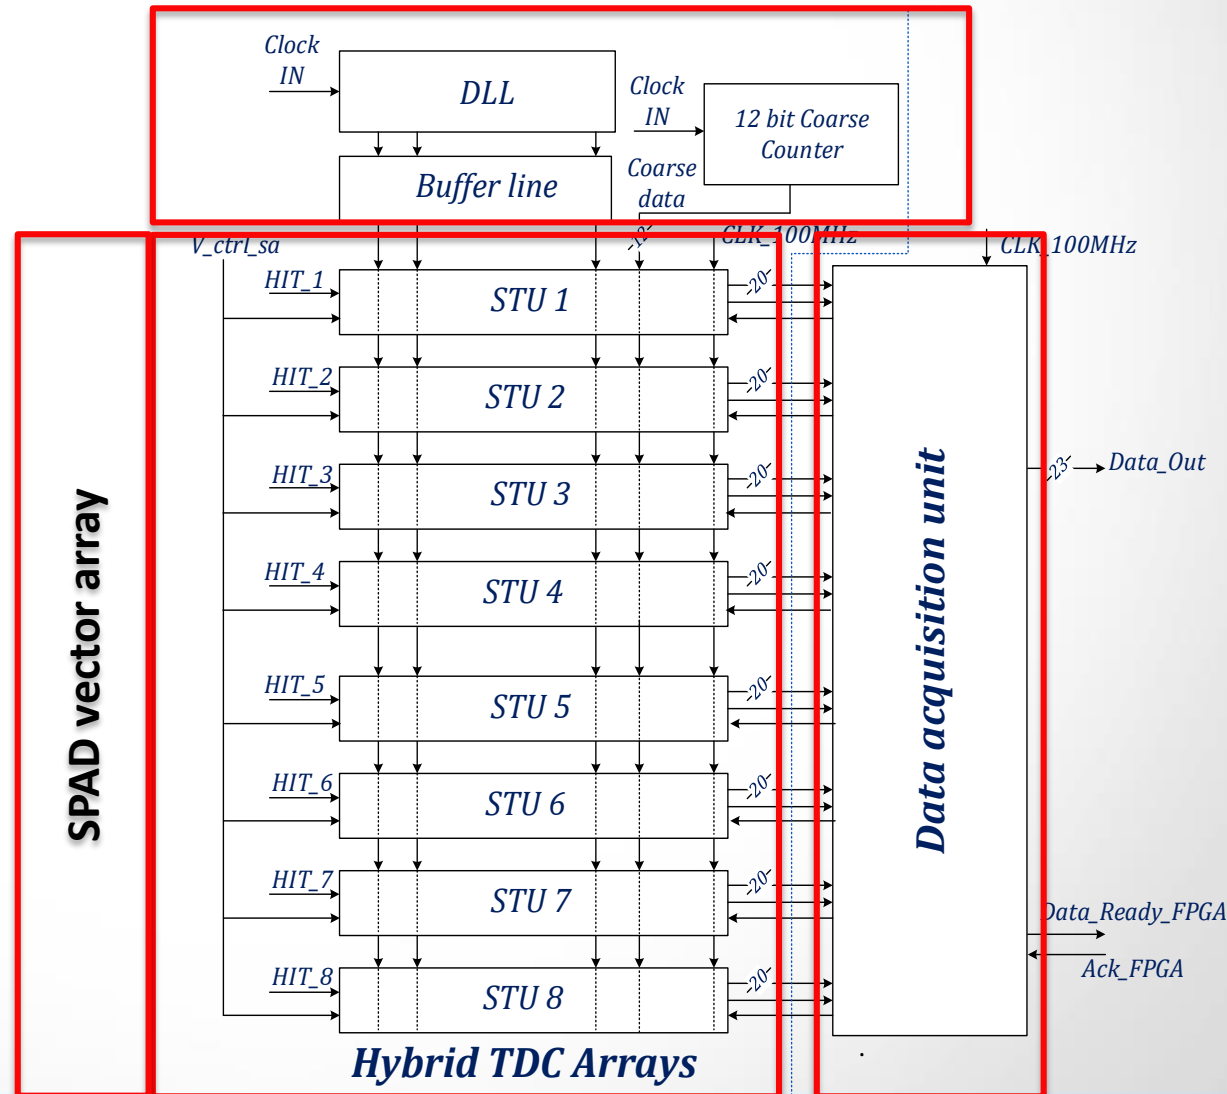 Clock
IN
DLL
Clock
IN
12 bit Coarse
Counter
Buffer line
Coarse
data
V_ctrl_sa
-12-
CLK_100MHz
CLK_100MHz
HIT_1
STU 1
-20-
HIT_2
STU 2
-20-
HIT_3
STU 3
-20-
HIT_4
STU 4
-20-
HIT_5
STU 5
-20-
HIT_6
STU 6
-20-
HIT_7
STU 7
-20-
HIT_8
STU 8
-20-
Hybrid TDC Arrays
SPAD vector array
Data acquisition unit
-23-
Data_Out
Data_Ready_FPGA
Ack_FPGA
.